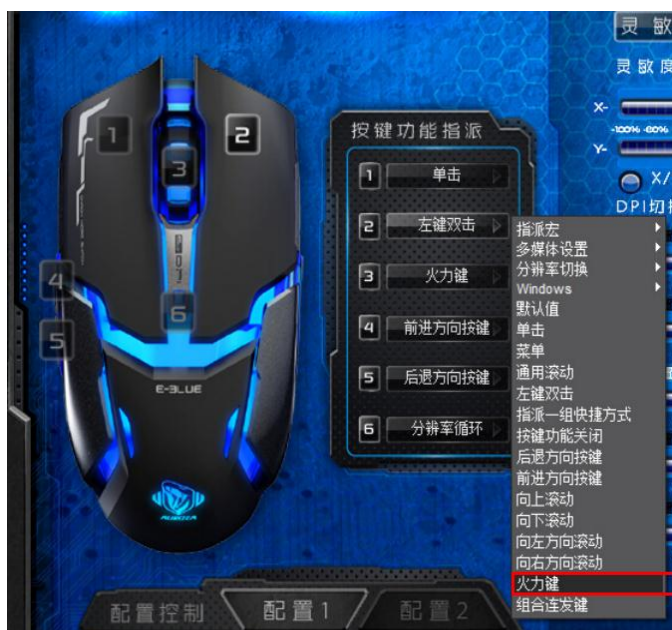 灵 敏
灵 敏 度
X-
-100% -80%
Y-
X/
DPI切换
按键功能指派
1 单击
2 左键双击
3 火力键
4 前进方向按键
5 后退方向按键
6 分辨率循环
1
2
3
4
5
6
E-BLUE
指派宏
多媒体设置
分辨率切换
Windows
默认值
单击
菜单
通用滚动
左键双击
指派一组快捷方式
按键功能关闭
后退方向按键
前进方向按键
向上滚动
向下滚动
向左方向滚动
向右方向滚动
火力键
组合连发键
配置控制
配置1
配置2